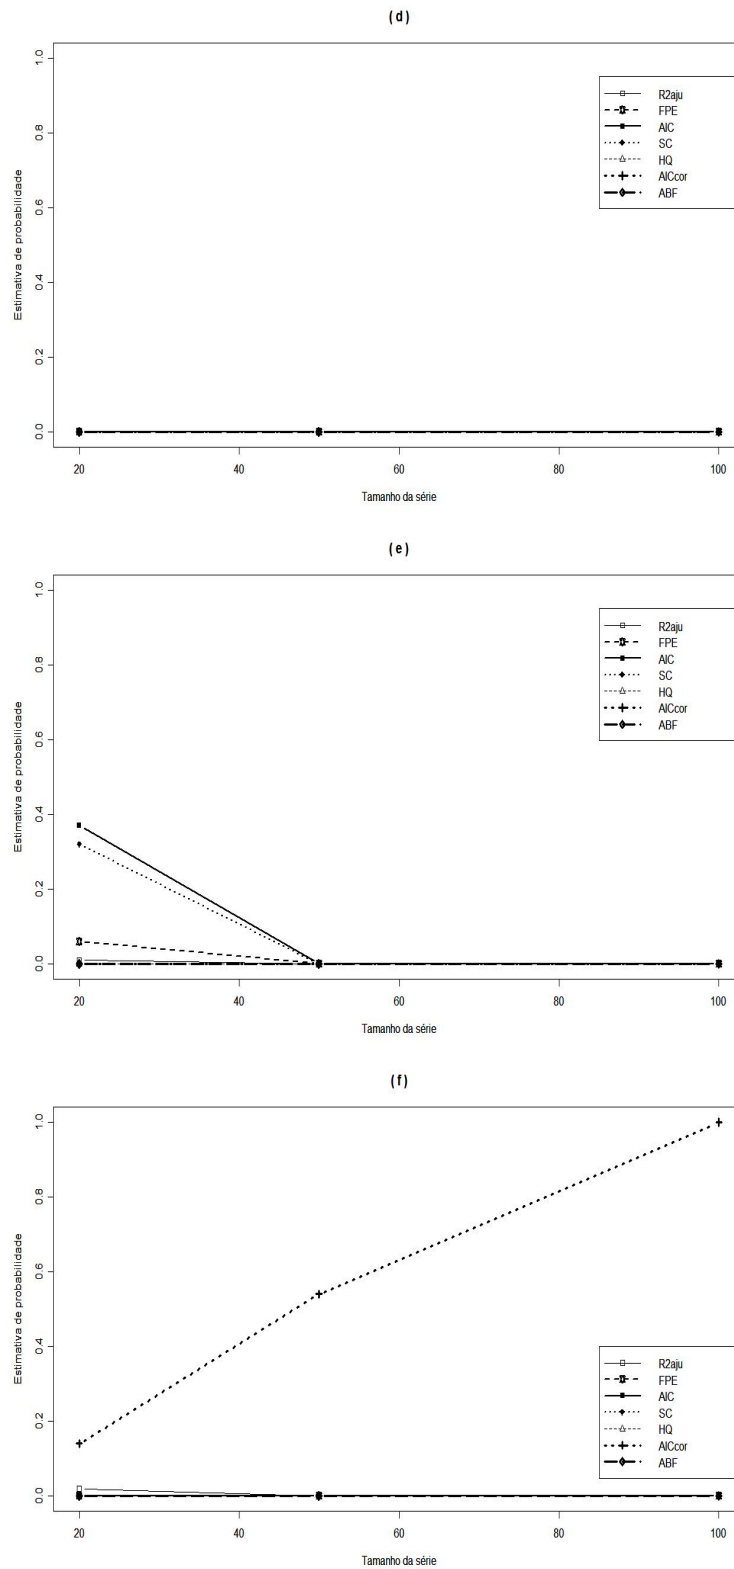 ( d )
1.0
0.8
0.6
0.4
0.2
0.0
Estimativa de probabilidade
R2aju
FPE
AIC
SC
HQ
AICcor
ABF
20 40 60 80 100
Tamanho da série
( e )
1.0
0.8
0.6
0.4
0.2
0.0
Estimativa de probabilidade
R2aju
FPE
AIC
SC
HQ
AICcor
ABF
20 40 60 80 100
Tamanho da série
( f )
1.0
0.8
0.6
0.4
0.2
0.0
Estimativa de probabilidade
R2aju
FPE
AIC
SC
HQ
AICcor
ABF
20 40 60 80 100
Tamanho da série